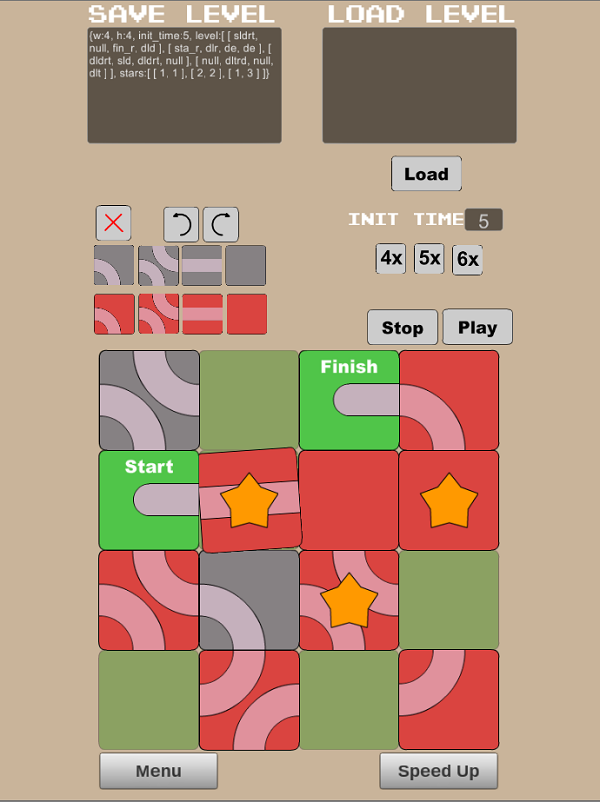 SAVE LEVEL
LOAD LEVEL
{w:4, h:4, init_time:5, level:[ [ sldrt,
null, fin_r, dld ], [ sta_r, dlr, de, de ], [
dldrt, sld, dldrt, null ], [ null, dltrd, null,
dlt ] ], stars:[ [ 1, 1 ], [ 2, 2 ], [ 1, 3 ] ]}
Load
INIT TIME 5
4x 5x 6x
Stop Play
Finish
Start
Menu
Speed Up